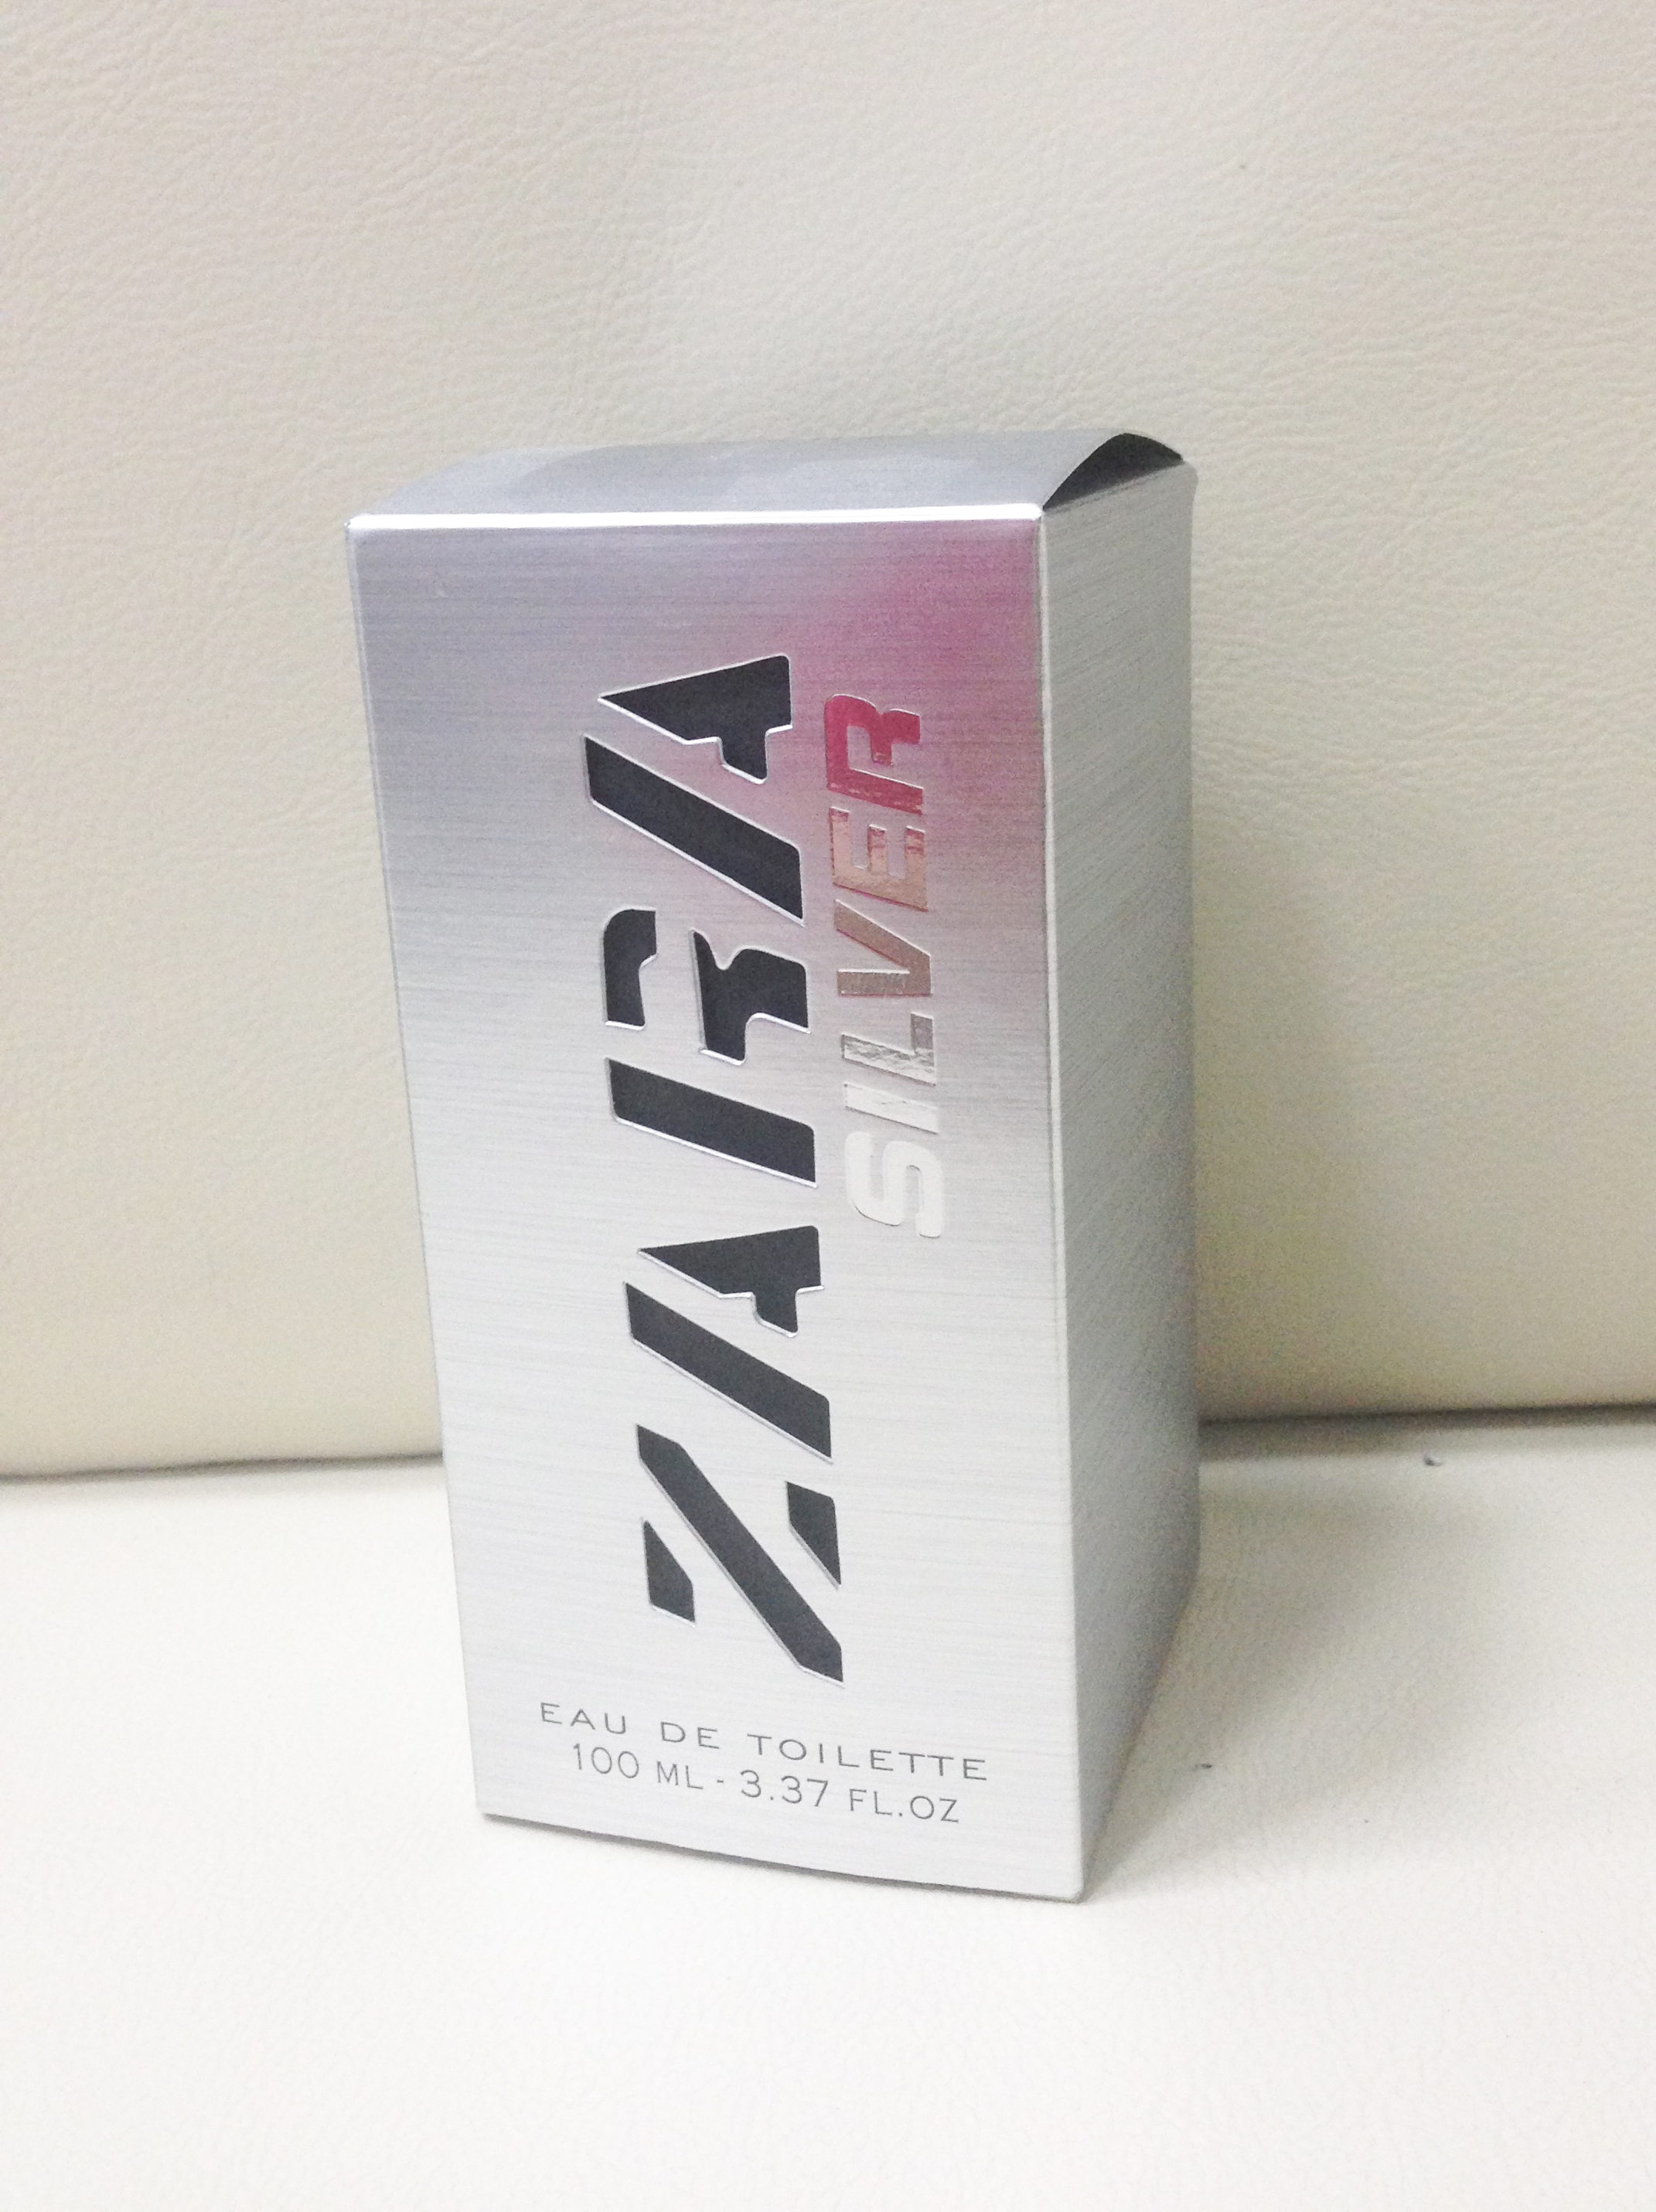 ZARA
SILVER
EAU DE TOILETTE
100 ML - 3.37 FL.OZ